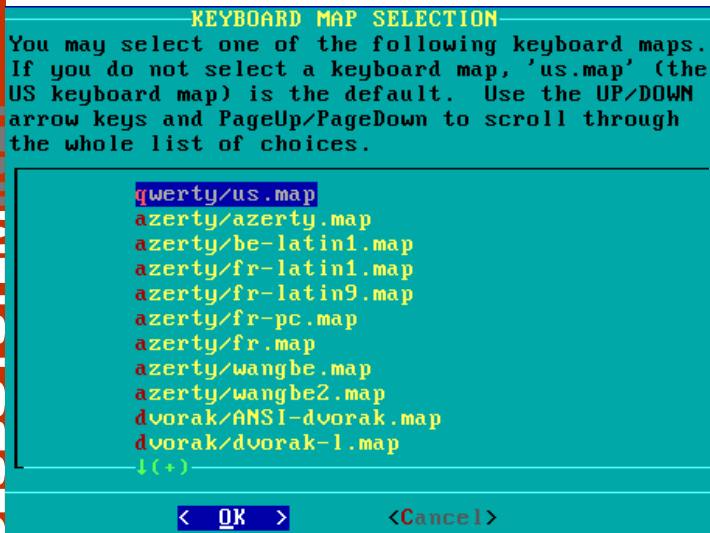 KEYBOARD MAP SELECTION
You may select one of the following keyboard maps.
If you do not select a keyboard map, 'us.map' (the
US keyboard map) is the default.  Use the UP/DOWN
arrow keys and PageUp/PageDown to scroll through
the whole list of choices.
qwerty/us.map
azerty/azerty.map
azerty/be-latin1.map
azerty/fr-latin1.map
azerty/fr-latin9.map
azerty/fr-pc.map
azerty/fr.map
azerty/wangbe.map
azerty/wangbe2.map
dvorak/ANSI-dvorak.map
dvorak/dvorak-l.map
↓(+)
< OK > <Cancel>